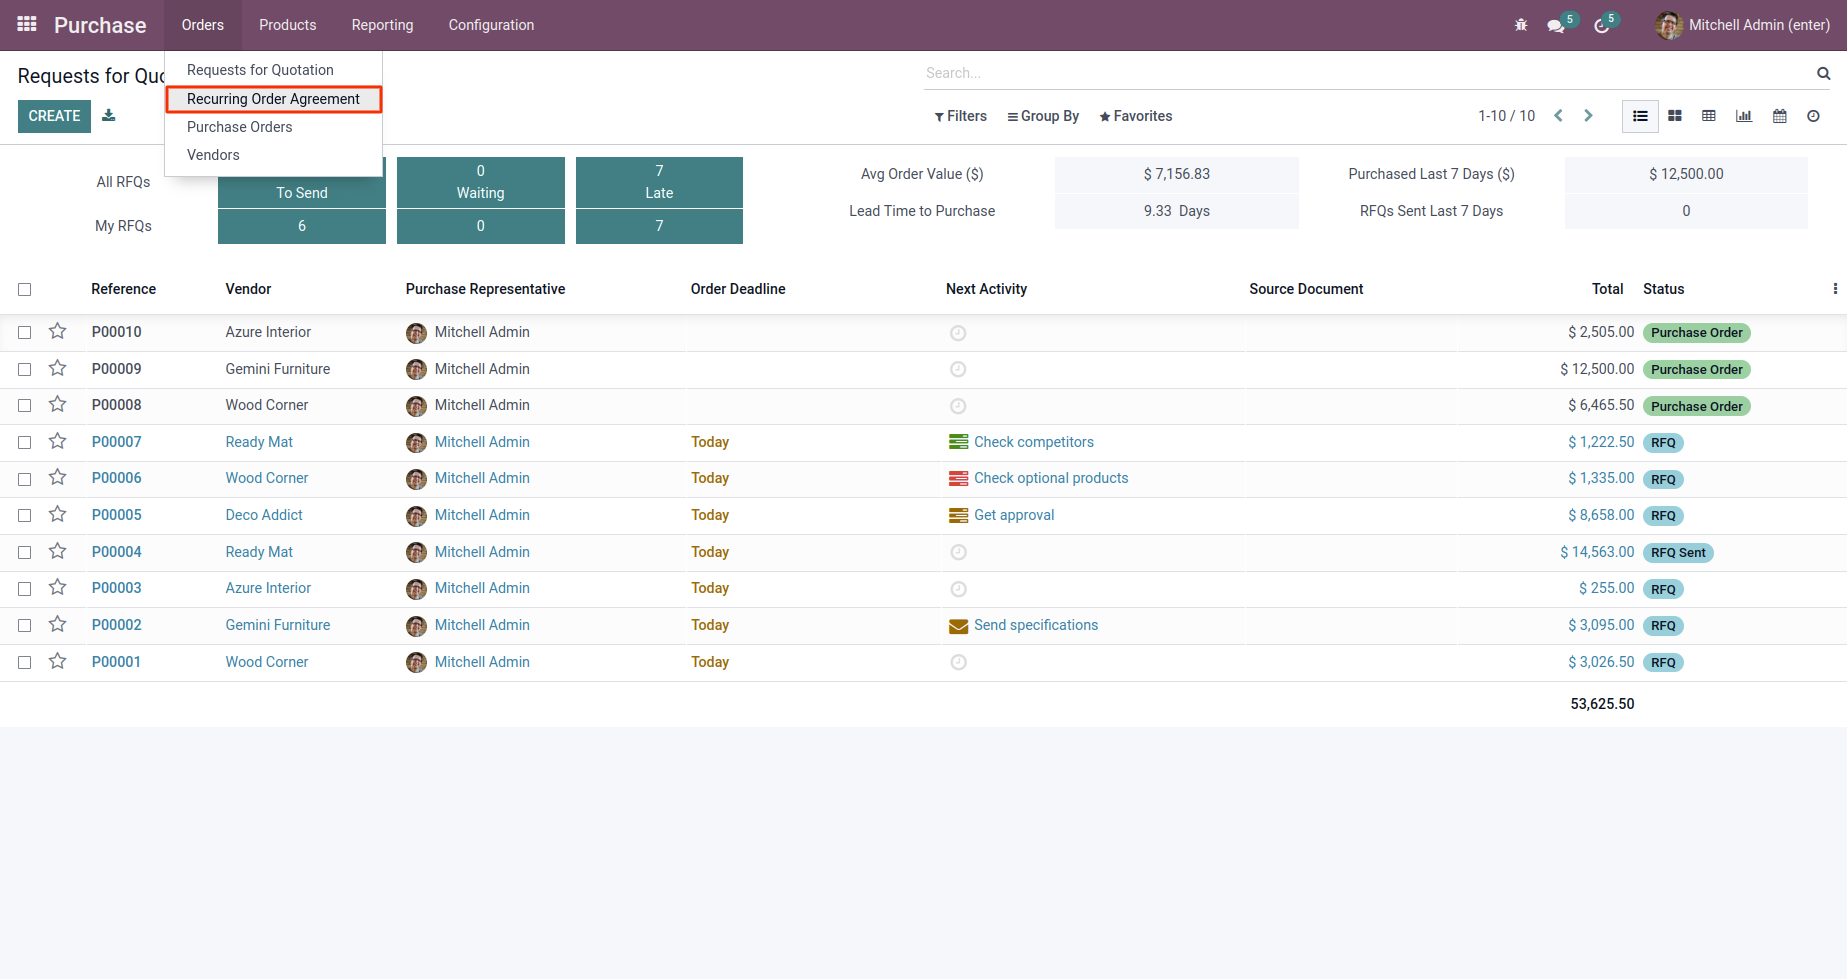 Purchase Orders Products Reporting Configuration 5 5 Mitchell Admin (enter)
Requests for Quo
Search...
Requests for Quotation
Recurring Order Agreement
Purchase Orders
Vendors
CREATE
Filters Group By Favorites 1-10 / 10
All RFQs To Send 0 Waiting 7 Late
My RFQs 6 0 7
Avg Order Value ($) $ 7,156.83 Purchased Last 7 Days ($) $ 12,500.00
Lead Time to Purchase 9.33 Days RFQs Sent Last 7 Days 0
Reference Vendor Purchase Representative Order Deadline Next Activity Source Document Total Status
P00010 Azure Interior Mitchell Admin $ 2,505.00 Purchase Order
P00009 Gemini Furniture Mitchell Admin $ 12,500.00 Purchase Order
P00008 Wood Corner Mitchell Admin $ 6,465.50 Purchase Order
P00007 Ready Mat Mitchell Admin Today Check competitors $ 1,222.50 RFQ
P00006 Wood Corner Mitchell Admin Today Check optional products $ 1,335.00 RFQ
P00005 Deco Addict Mitchell Admin Today Get approval $ 8,658.00 RFQ
P00004 Ready Mat Mitchell Admin Today $ 14,563.00 RFQ Sent
P00003 Azure Interior Mitchell Admin Today $ 255.00 RFQ
P00002 Gemini Furniture Mitchell Admin Today Send specifications $ 3,095.00 RFQ
P00001 Wood Corner Mitchell Admin Today $ 3,026.50 RFQ
53,625.50